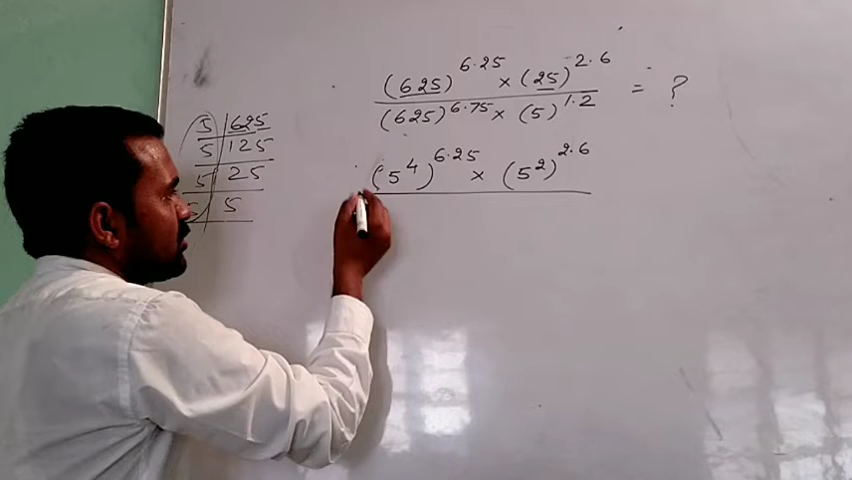 5 | 625
5 | 125
5 | 25
5 | 5
(625)^6.25 × (25)^2.6
(625)^6.75 × (5)^1.2
= ?
(5^4)^6.25 × (5^2)^2.6